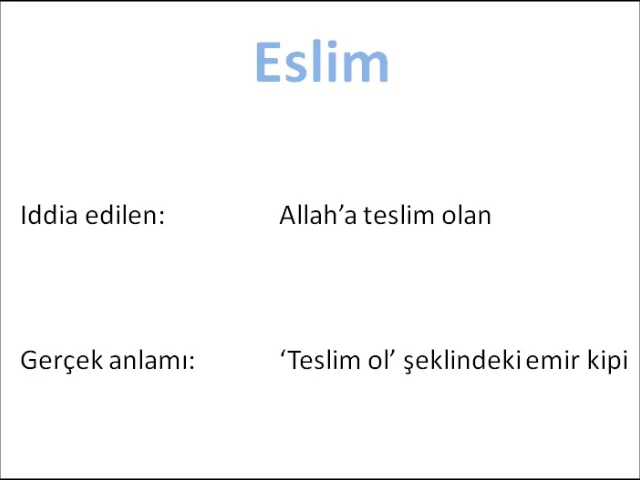 Eslim
Iddia edilen: Allah’a teslim olan
Gerçek anlamı: ‘Teslim ol’ şeklindeki emir kipi